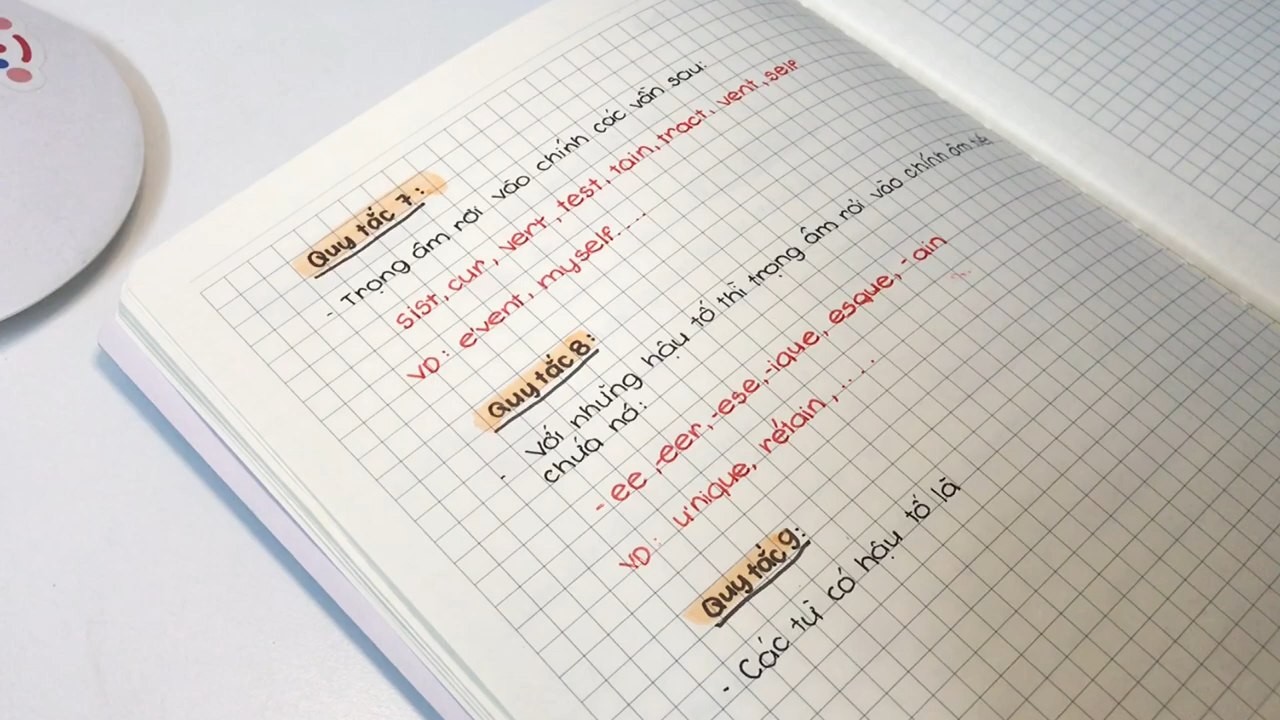 Quy tắc 7:
- Trọng âm rơi vào chính các vần sau:
sist, cur, vert, test, tain, tract, vent, self
VD: e'vent, my'self....
Quy tắc 8:
- Với những hậu tố thì trọng âm rơi vào chính âm tiết
chứa nó:
- ee, -eer, -ese, -ique, esque, -ain
VD: u'nique, re'tain, ....
Quy tắc 9:
- Các từ có hậu tố là